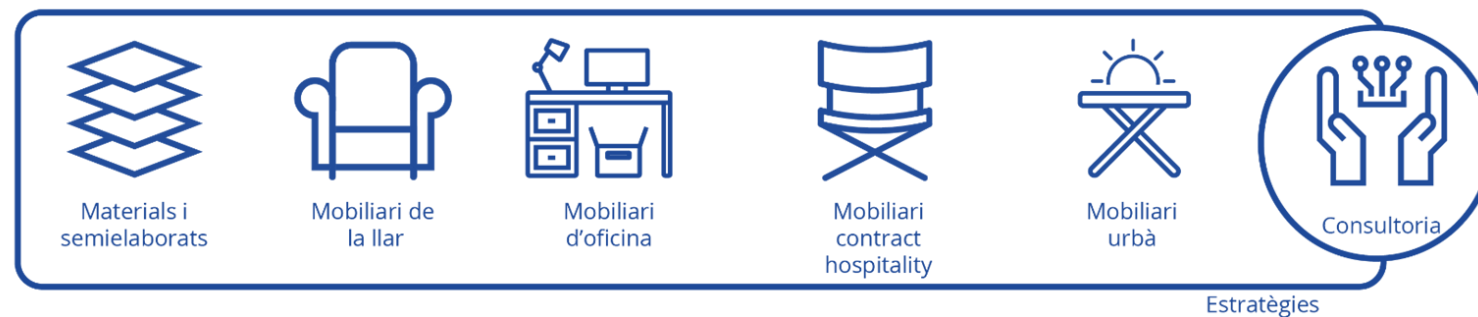 Materials i
semielaborats
Mobiliari de
la llar
Mobiliari
d'oficina
Mobiliari
contract
hospitality
Mobiliari
urbà
Consultoria
Estratègies